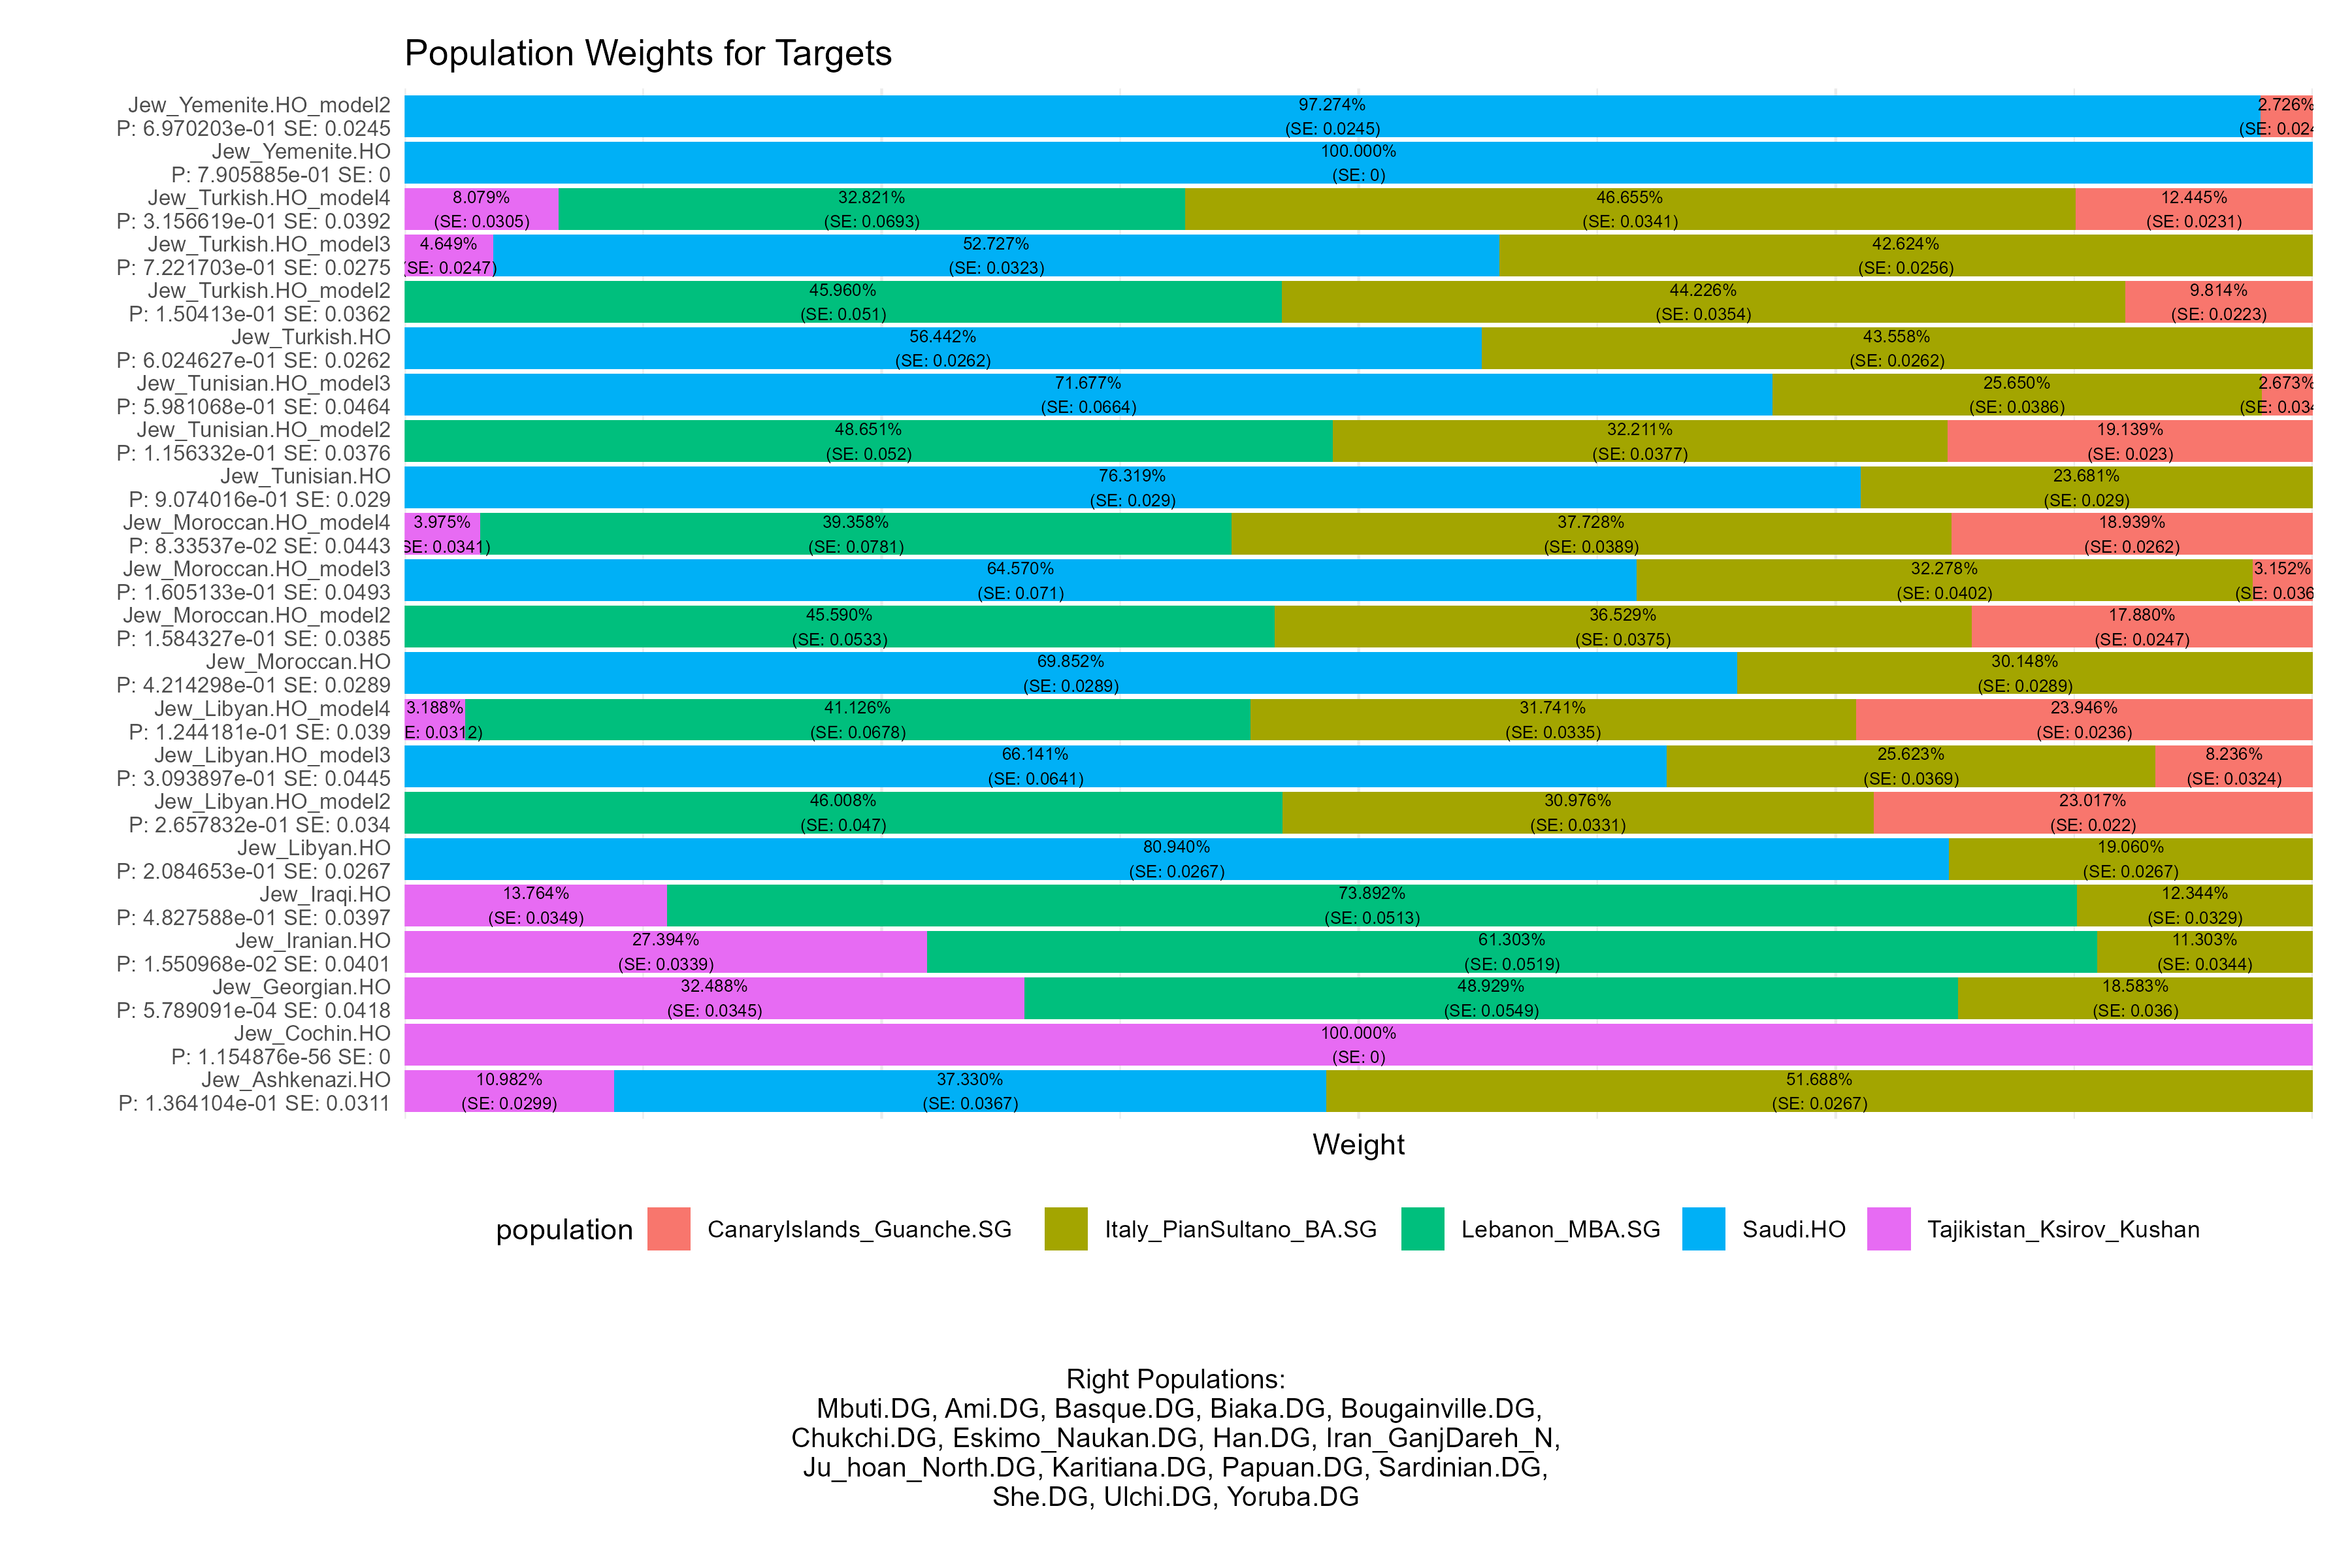 Population Weights for Targets
Jew_Yemenite.HO_model2
P: 6.970203e-01 SE: 0.0245
97.274%
(SE: 0.0245)
2.726%
(SE: 0.024
Jew_Yemenite.HO
P: 7.905885e-01 SE: 0
100.000%
(SE: 0)
Jew_Turkish.HO_model4
P: 3.156619e-01 SE: 0.0392
8.079%
(SE: 0.0305)
32.821%
(SE: 0.0693)
46.655%
(SE: 0.0341)
12.445%
(SE: 0.0231)
Jew_Turkish.HO_model3
P: 7.221703e-01 SE: 0.0275
4.649%
(SE: 0.0247)
52.727%
(SE: 0.0323)
42.624%
(SE: 0.0256)
Jew_Turkish.HO_model2
P: 1.50413e-01 SE: 0.0362
45.960%
(SE: 0.051)
44.226%
(SE: 0.0354)
9.814%
(SE: 0.0223)
Jew_Turkish.HO
P: 6.024627e-01 SE: 0.0262
56.442%
(SE: 0.0262)
43.558%
(SE: 0.0262)
Jew_Tunisian.HO_model3
P: 5.981068e-01 SE: 0.0464
71.677%
(SE: 0.0664)
25.650%
(SE: 0.0386)
2.673%
(SE: 0.034
Jew_Tunisian.HO_model2
P: 1.156332e-01 SE: 0.0376
48.651%
(SE: 0.052)
32.211%
(SE: 0.0377)
19.139%
(SE: 0.023)
Jew_Tunisian.HO
P: 9.074016e-01 SE: 0.029
76.319%
(SE: 0.029)
23.681%
(SE: 0.029)
Jew_Moroccan.HO_model4
P: 8.33537e-02 SE: 0.0443
3.975%
SE: 0.0341)
39.358%
(SE: 0.0781)
37.728%
(SE: 0.0389)
18.939%
(SE: 0.0262)
Jew_Moroccan.HO_model3
P: 1.605133e-01 SE: 0.0493
64.570%
(SE: 0.071)
32.278%
(SE: 0.0402)
3.152%
(SE: 0.036
Jew_Moroccan.HO_model2
P: 1.584327e-01 SE: 0.0385
45.590%
(SE: 0.0533)
36.529%
(SE: 0.0375)
17.880%
(SE: 0.0247)
Jew_Moroccan.HO
P: 4.214298e-01 SE: 0.0289
69.852%
(SE: 0.0289)
30.148%
(SE: 0.0289)
Jew_Libyan.HO_model4
P: 1.244181e-01 SE: 0.039
3.188%
E: 0.0312)
41.126%
(SE: 0.0678)
31.741%
(SE: 0.0335)
23.946%
(SE: 0.0236)
Jew_Libyan.HO_model3
P: 3.093897e-01 SE: 0.0445
66.141%
(SE: 0.0641)
25.623%
(SE: 0.0369)
8.236%
(SE: 0.0324)
Jew_Libyan.HO_model2
P: 2.657832e-01 SE: 0.034
46.008%
(SE: 0.047)
30.976%
(SE: 0.0331)
23.017%
(SE: 0.022)
Jew_Libyan.HO
P: 2.084653e-01 SE: 0.0267
80.940%
(SE: 0.0267)
19.060%
(SE: 0.0267)
Jew_Iraqi.HO
P: 4.827588e-01 SE: 0.0397
13.764%
(SE: 0.0349)
73.892%
(SE: 0.0513)
12.344%
(SE: 0.0329)
Jew_Iranian.HO
P: 1.550968e-02 SE: 0.0401
27.394%
(SE: 0.0339)
61.303%
(SE: 0.0519)
11.303%
(SE: 0.0344)
Jew_Georgian.HO
P: 5.789091e-04 SE: 0.0418
32.488%
(SE: 0.0345)
48.929%
(SE: 0.0549)
18.583%
(SE: 0.036)
Jew_Cochin.HO
P: 1.154876e-56 SE: 0
100.000%
(SE: 0)
Jew_Ashkenazi.HO
P: 1.364104e-01 SE: 0.0311
10.982%
(SE: 0.0299)
37.330%
(SE: 0.0367)
51.688%
(SE: 0.0267)
Weight
population
CanaryIslands_Guanche.SG
Italy_PianSultano_BA.SG
Lebanon_MBA.SG
Saudi.HO
Tajikistan_Ksirov_Kushan
Right Populations:
Mbuti.DG, Ami.DG, Basque.DG, Biaka.DG, Bougainville.DG,
Chukchi.DG, Eskimo_Naukan.DG, Han.DG, Iran_GanjDareh_N,
Ju_hoan_North.DG, Karitiana.DG, Papuan.DG, Sardinian.DG,
She.DG, Ulchi.DG, Yoruba.DG